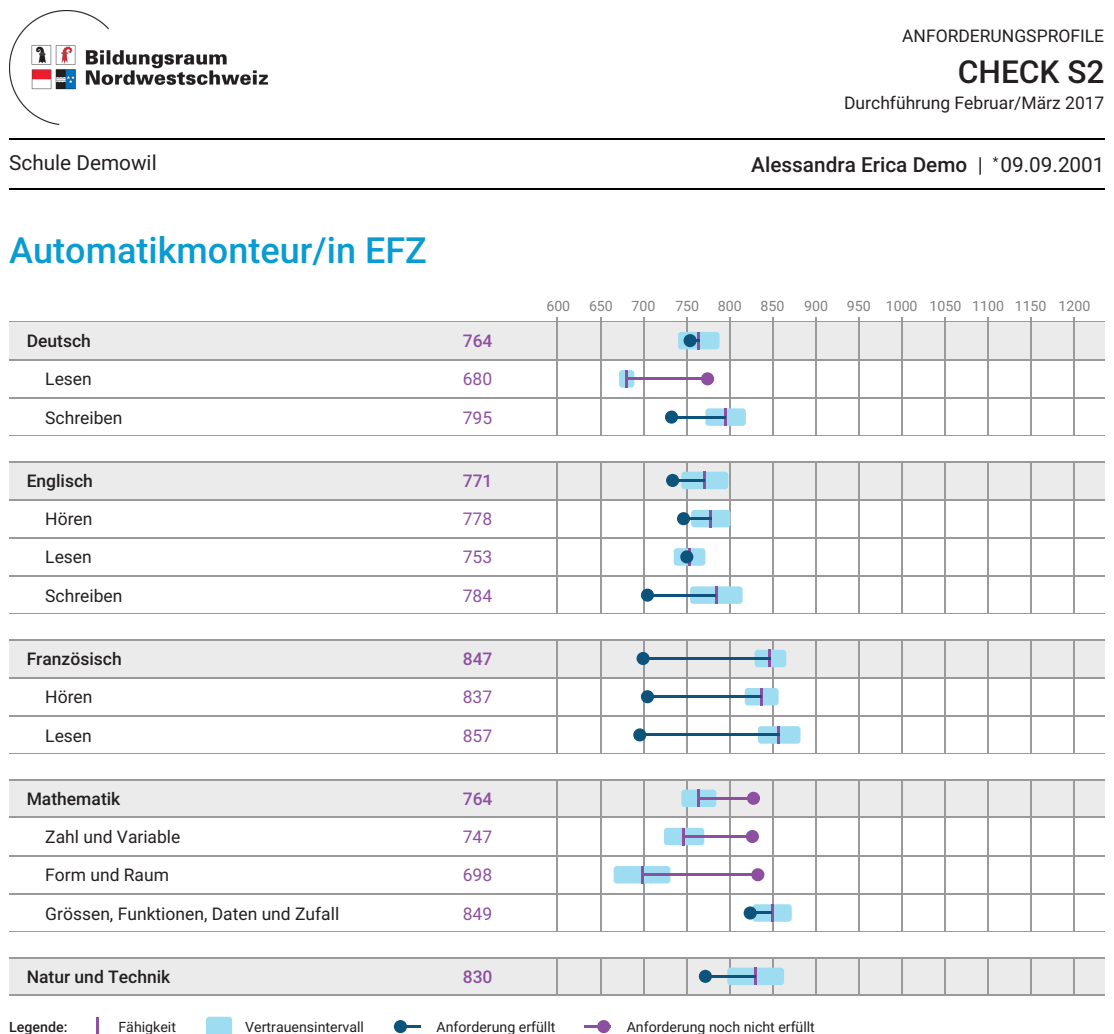 Bildungsraum
Nordwestschweiz
ANFORDERUNGSPROFILE
CHECK S2
Durchführung Februar/März 2017
Schule Demowil
Alessandra Erica Demo | *09.09.2001
Automatikmonteur/in EFZ
600 650 700 750 800 850 900 950 1000 1050 1100 1150 1200
Deutsch 764
Lesen 680
Schreiben 795
Englisch 771
Hören 778
Lesen 753
Schreiben 784
Französisch 847
Hören 837
Lesen 857
Mathematik 764
Zahl und Variable 747
Form und Raum 698
Grössen, Funktionen, Daten und Zufall 849
Natur und Technik 830
Legende: Fähigkeit Vertrauensintervall Anforderung erfüllt Anforderung noch nicht erfüllt